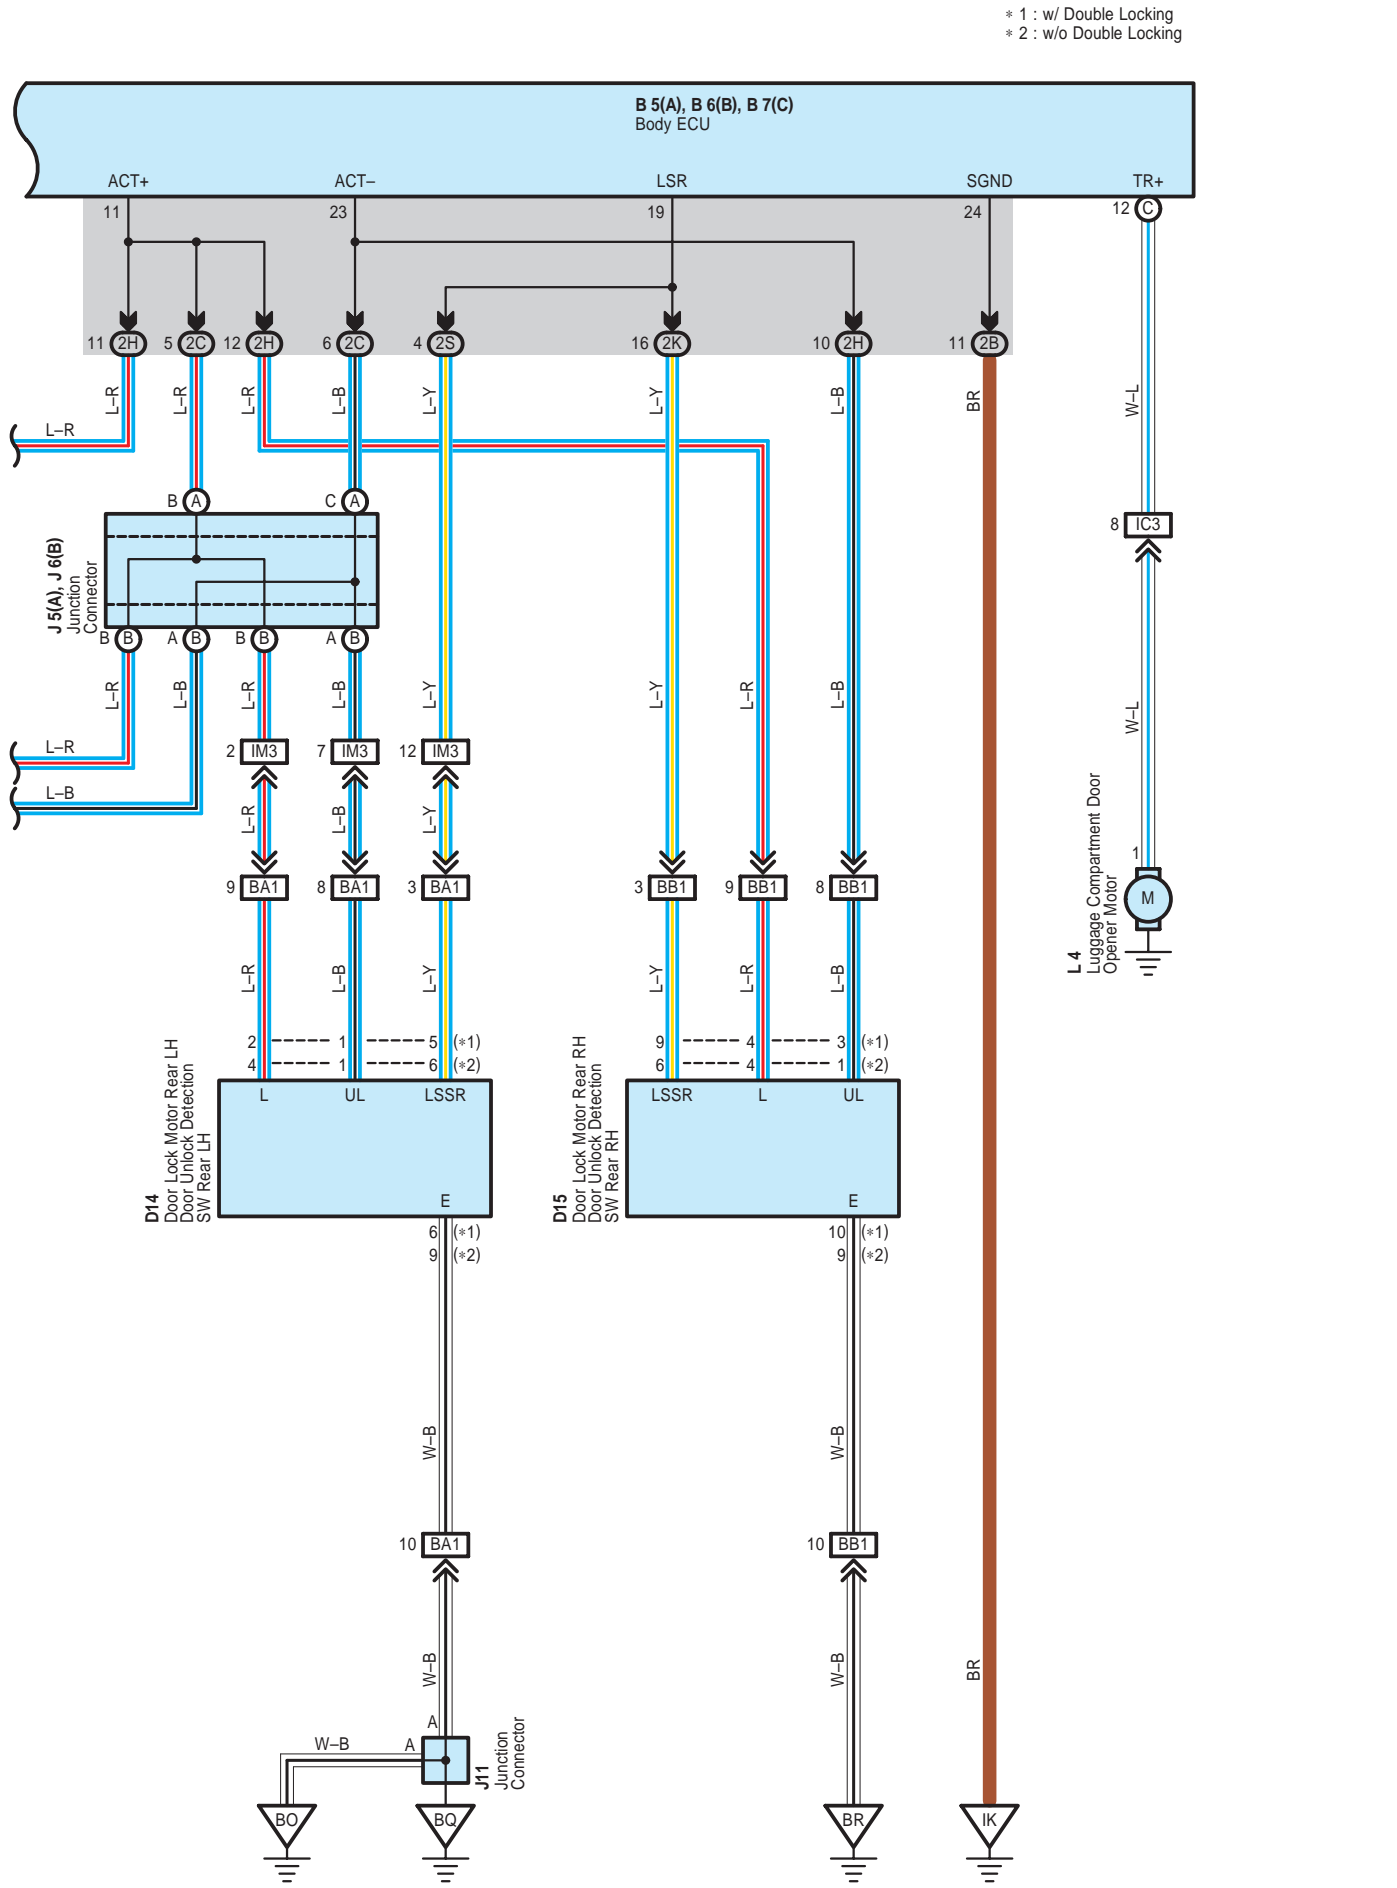 * 1 : w/ Double Locking
* 2 : w/o Double Locking
B 5(A), B 6(B), B 7(C)
Body ECU
ACT+
ACT–
LSR
SGND
TR+
11
23
19
24
12
C
11
2H
5
2C
12
2H
6
2C
4
2S
16
2K
10
2H
11
2B
L–R
L–R
L–R
L–B
L–Y
L–Y
L–B
BR
W–L
L–R
B
A
C
A
8
IC3
J 5(A), J 6(B)
Junction
Connector
B
B
A
B
B
B
A
B
L–R
L–B
L–R
L–B
L–Y
L–Y
L–R
L–B
W–L
L–R
L–B
2
IM3
7
IM3
12
IM3
L–R
L–B
L–Y
9
BA1
8
BA1
3
BA1
3
BB1
9
BB1
8
BB1
1
M
L 4
Luggage Compartment Door
Opener Motor
L–R
L–B
L–Y
L–Y
L–R
L–B
2
1
5
(*1)
4
1
6
(*2)
9
4
3
(*1)
6
4
1
(*2)
L
UL
LSSR
E
D14
Door Lock Motor Rear LH
Door Unlock Detection
SW Rear LH
LSSR
L
UL
E
D15
Door Lock Motor Rear RH
Door Unlock Detection
SW Rear RH
6
(*1)
9
(*2)
10
(*1)
9
(*2)
W–B
W–B
10
BA1
10
BB1
W–B
W–B
BR
A
W–B
A
J11
Junction
Connector
BO
BQ
BR
IK